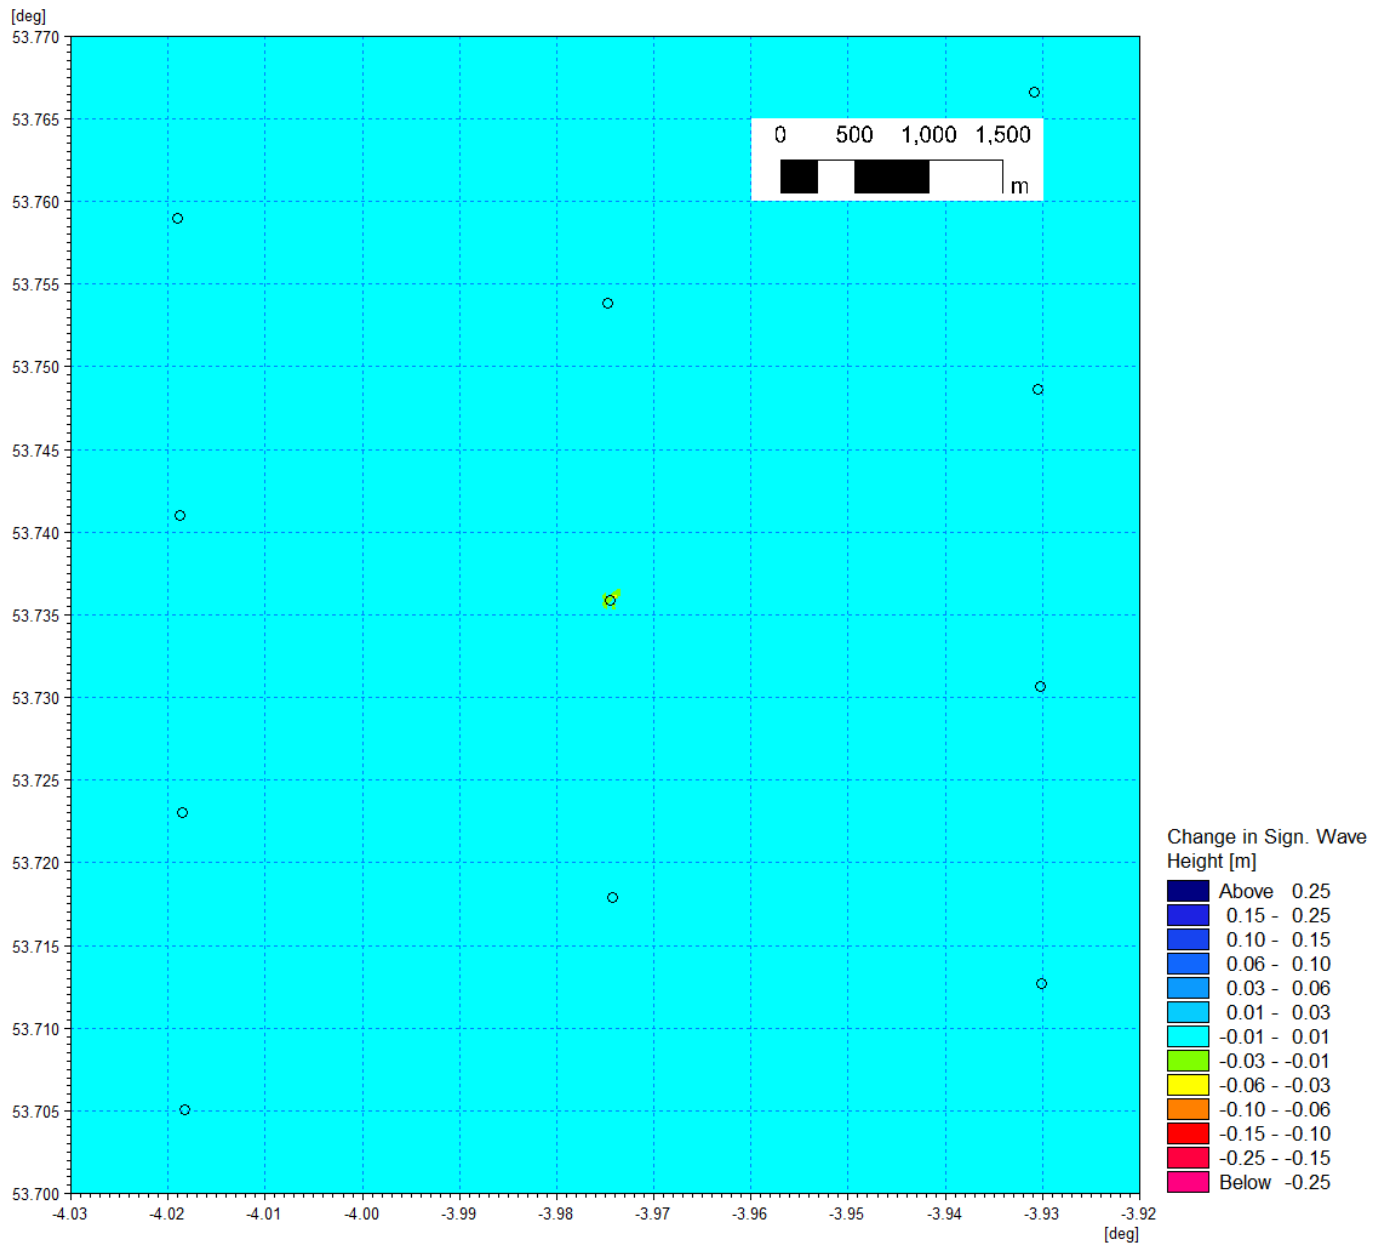 [deg]
53.770
53.765
53.760
53.755
53.750
53.745
53.740
53.735
53.730
53.725
53.720
53.715
53.710
53.705
53.700
0 500 1,000 1,500
m
-4.03 -4.02 -4.01 -4.00 -3.99 -3.98 -3.97 -3.96 -3.95 -3.94 -3.93 -3.92
[deg]
Change in Sign. Wave
Height [m]
Above 0.25
0.15 - 0.25
0.10 - 0.15
0.06 - 0.10
0.03 - 0.06
0.01 - 0.03
-0.01 - 0.01
-0.03 - -0.01
-0.06 - -0.03
-0.10 - -0.06
-0.15 - -0.10
-0.25 - -0.15
Below -0.25